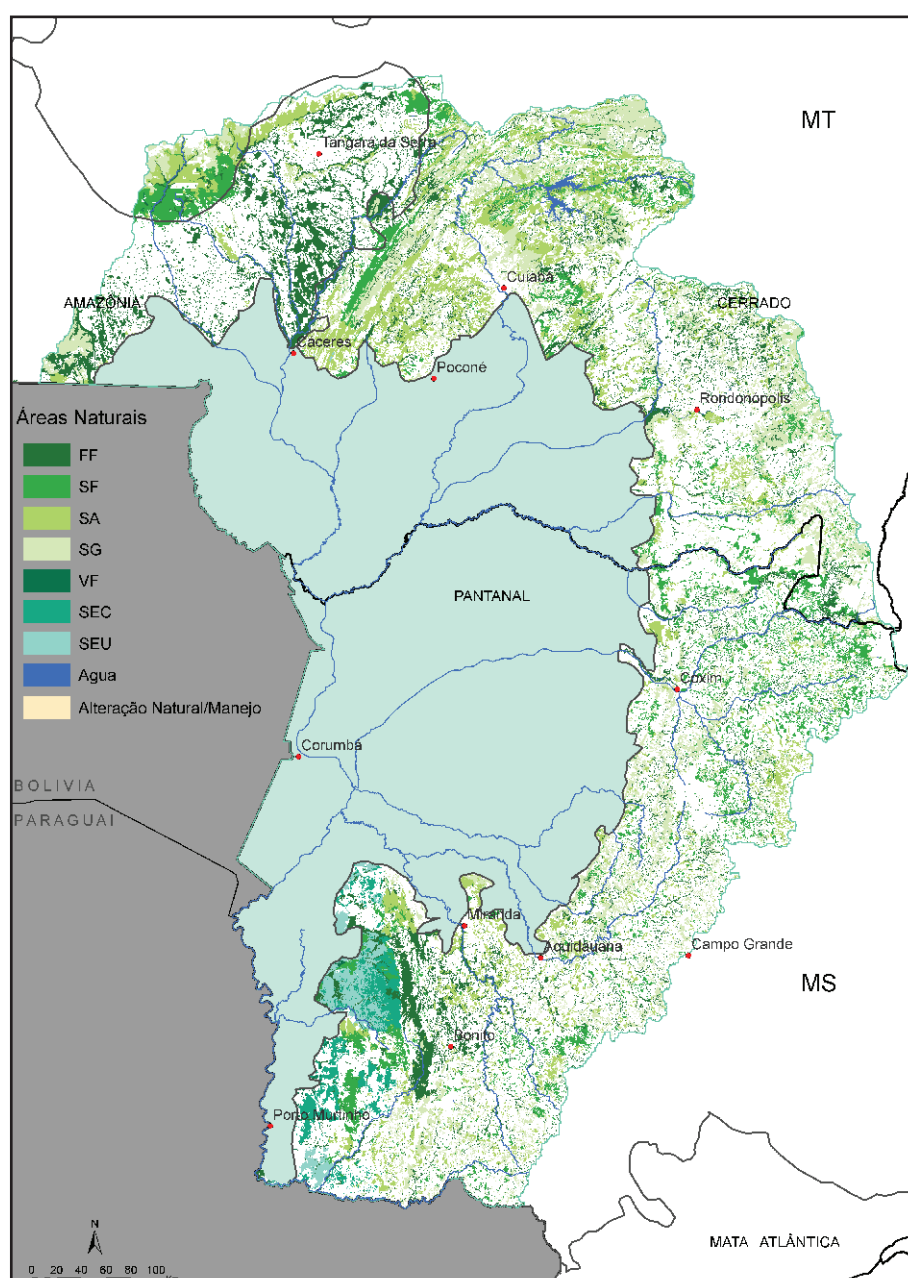 MT
Tangará da Serra
Cuiabá
AMAZÔNIA
CERRADO
Cáceres
Poconé
Rondonópolis
Áreas Naturais
FF
SF
SA
SG
VF
SEC
SEU
Agua
Alteração Natural/Manejo
PANTANAL
Coxim
Corumbá
BOLIVIA
PARAGUAI
Miranda
Aquidauana
Campo Grande
MS
Bonito
Porto Murtinho
N
MATA ATLÂNTICA
0 20 40 60 80 100